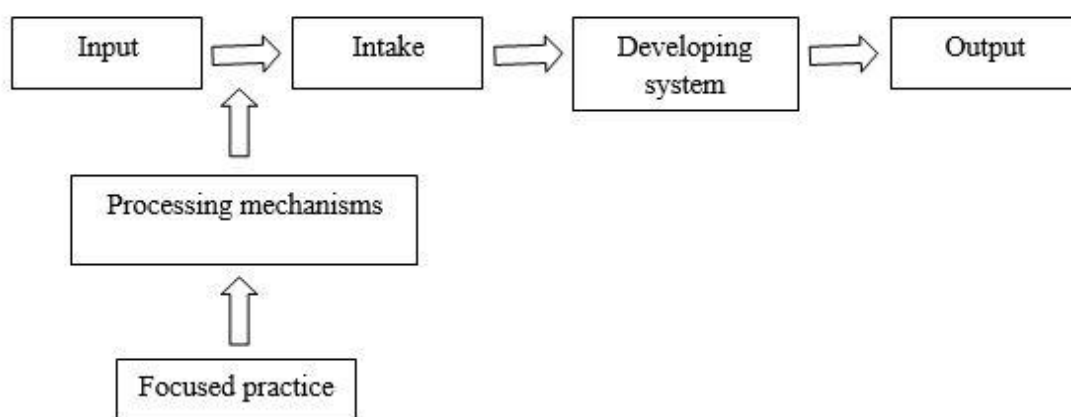 Input
Intake
Developing
system
Output
Processing mechanisms
Focused practice